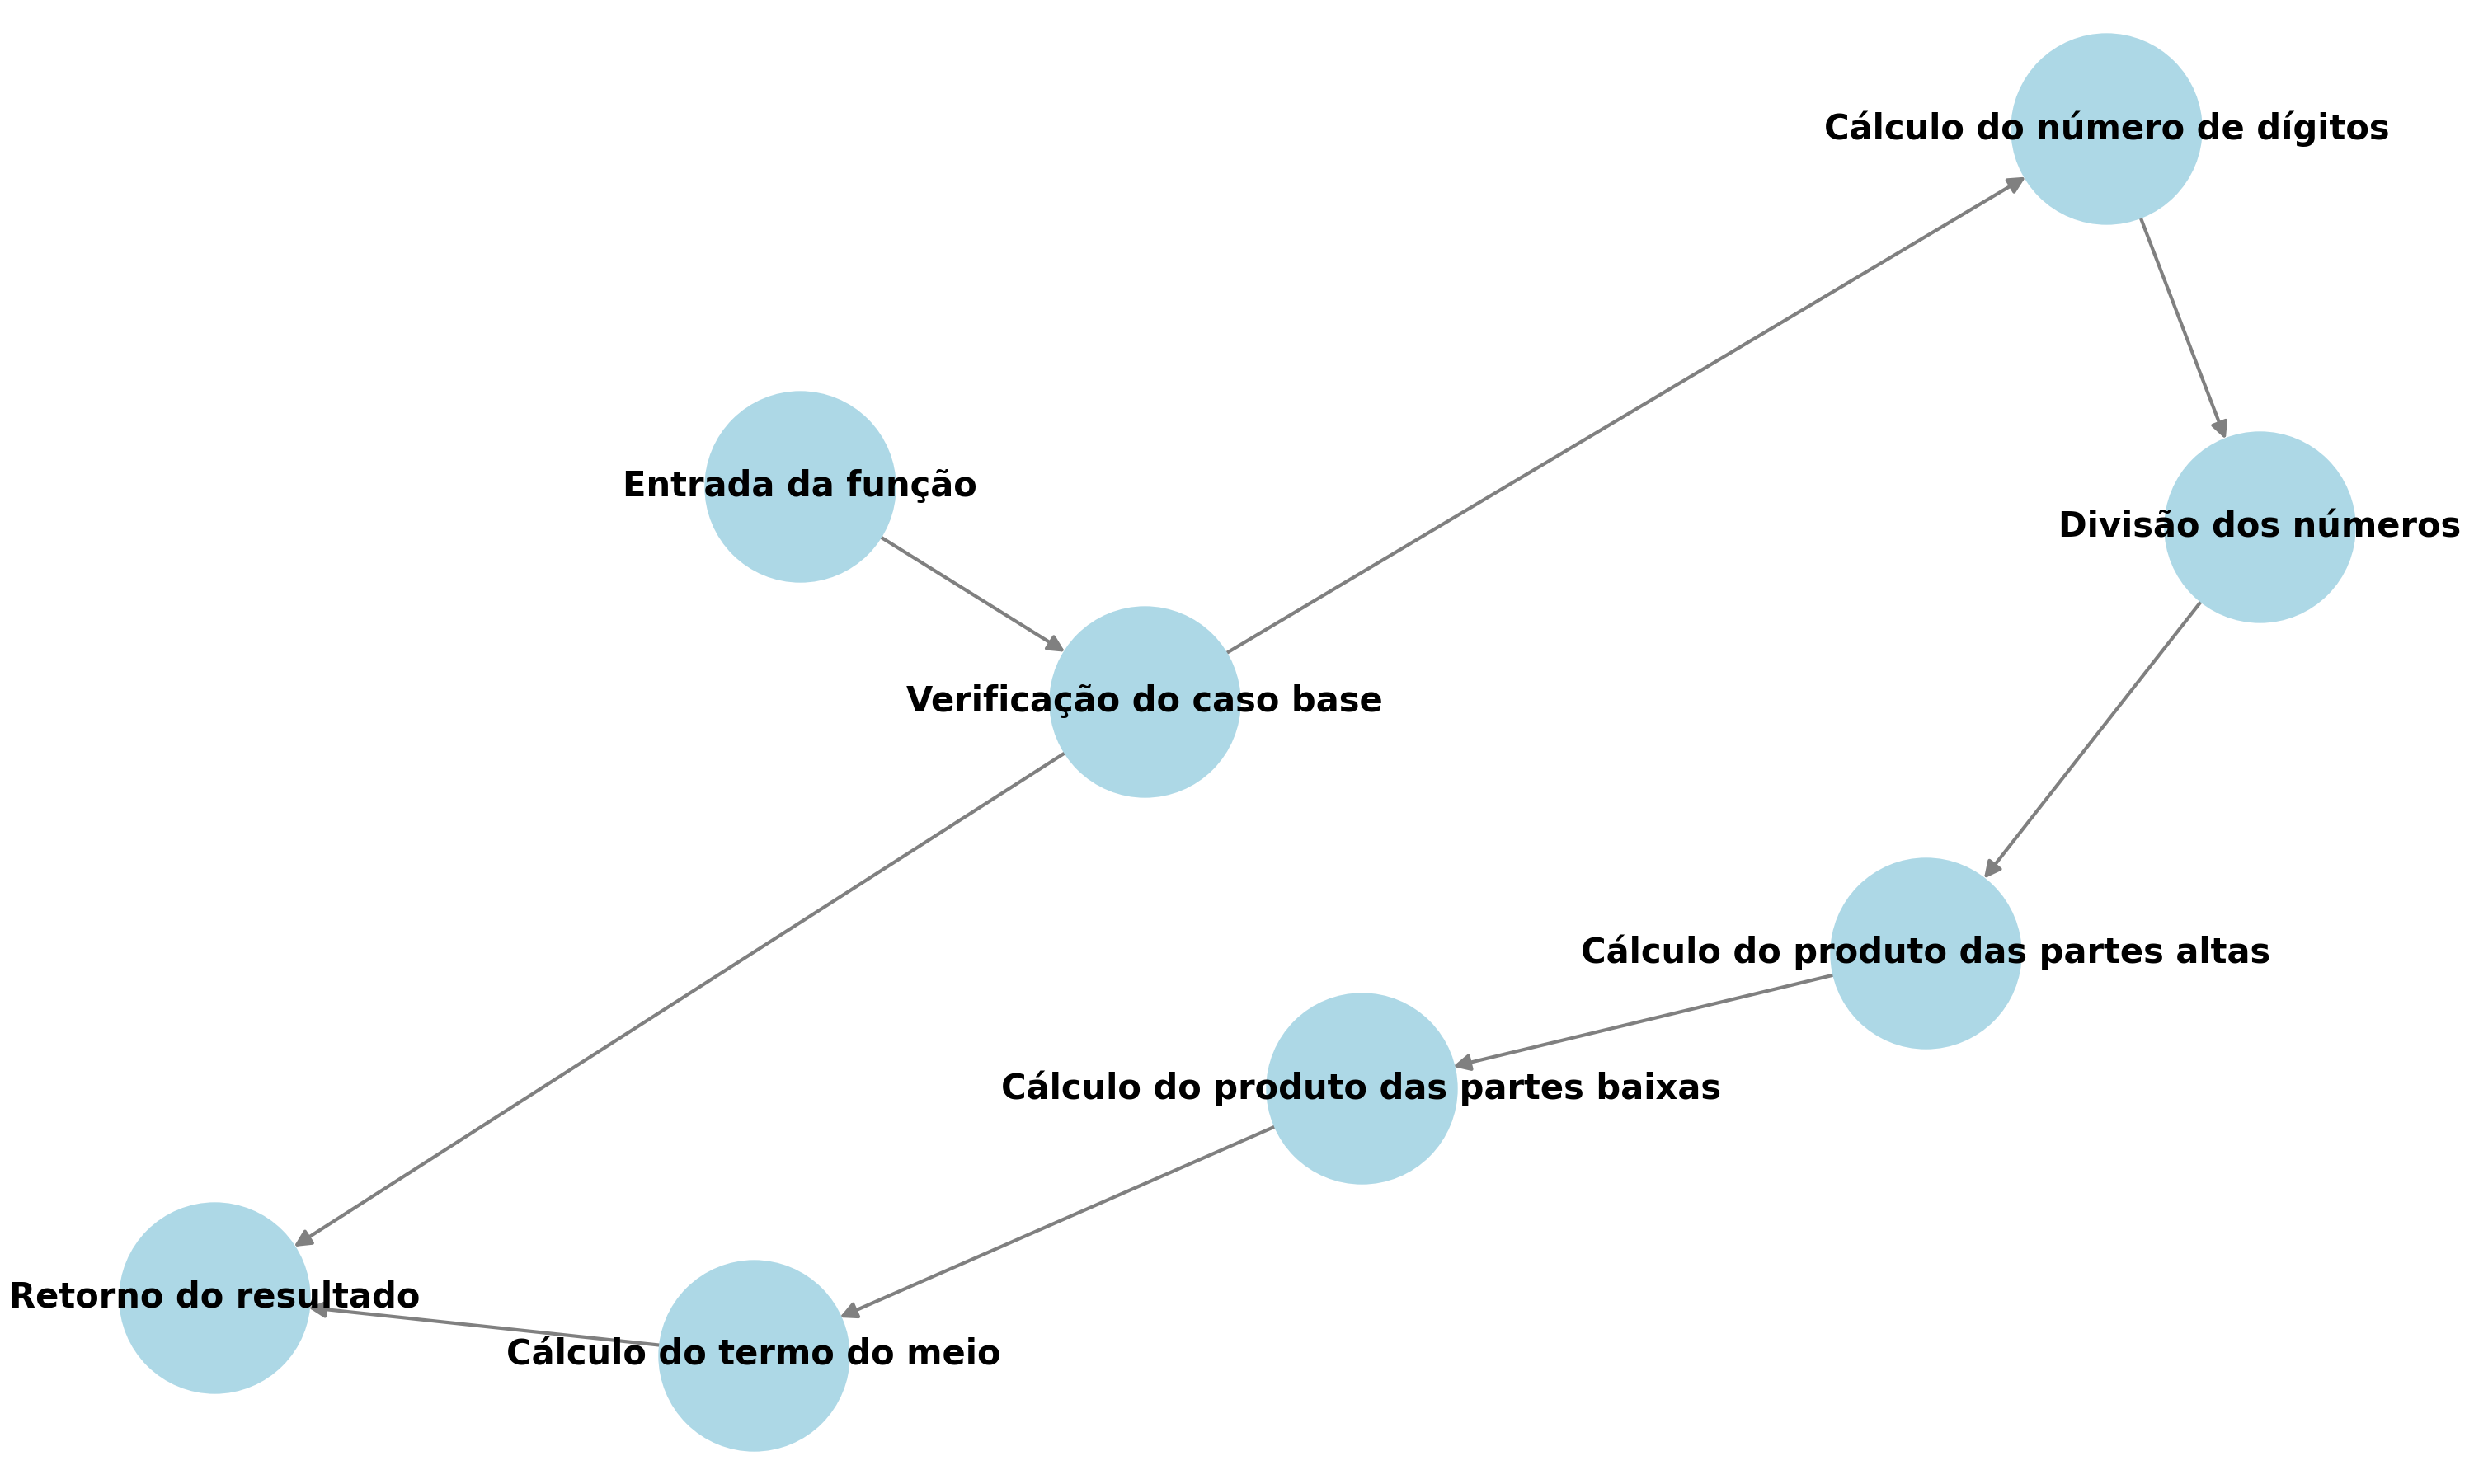 Cálculo do número de dígitos
Entrada da função
Divisão dos números
Verificação do caso base
Cálculo do produto das partes altas
Cálculo do produto das partes baixas
Retorno do resultado
Cálculo do termo do meio